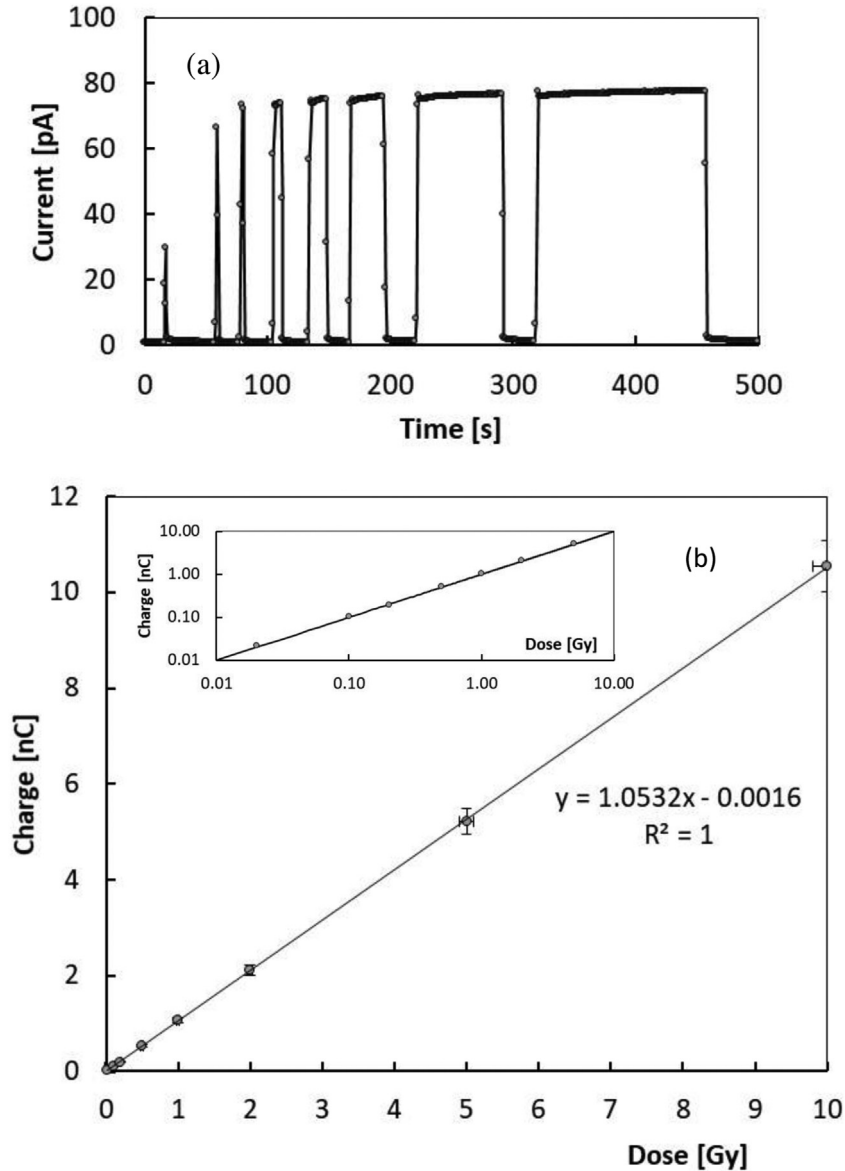 (a)
Current [pA]
100
80
60
40
20
0
0 100 200 300 400 500
Time [s]
(b)
Charge [nC]
12
10
8
6
4
2
0
Charge [nC]
10.00
1.00
0.10
0.01
Dose [Gy]
0.01 0.10 1.00 10.00
y = 1.0532x - 0.0016
R² = 1
0 1 2 3 4 5 6 7 8 9 10
Dose [Gy]